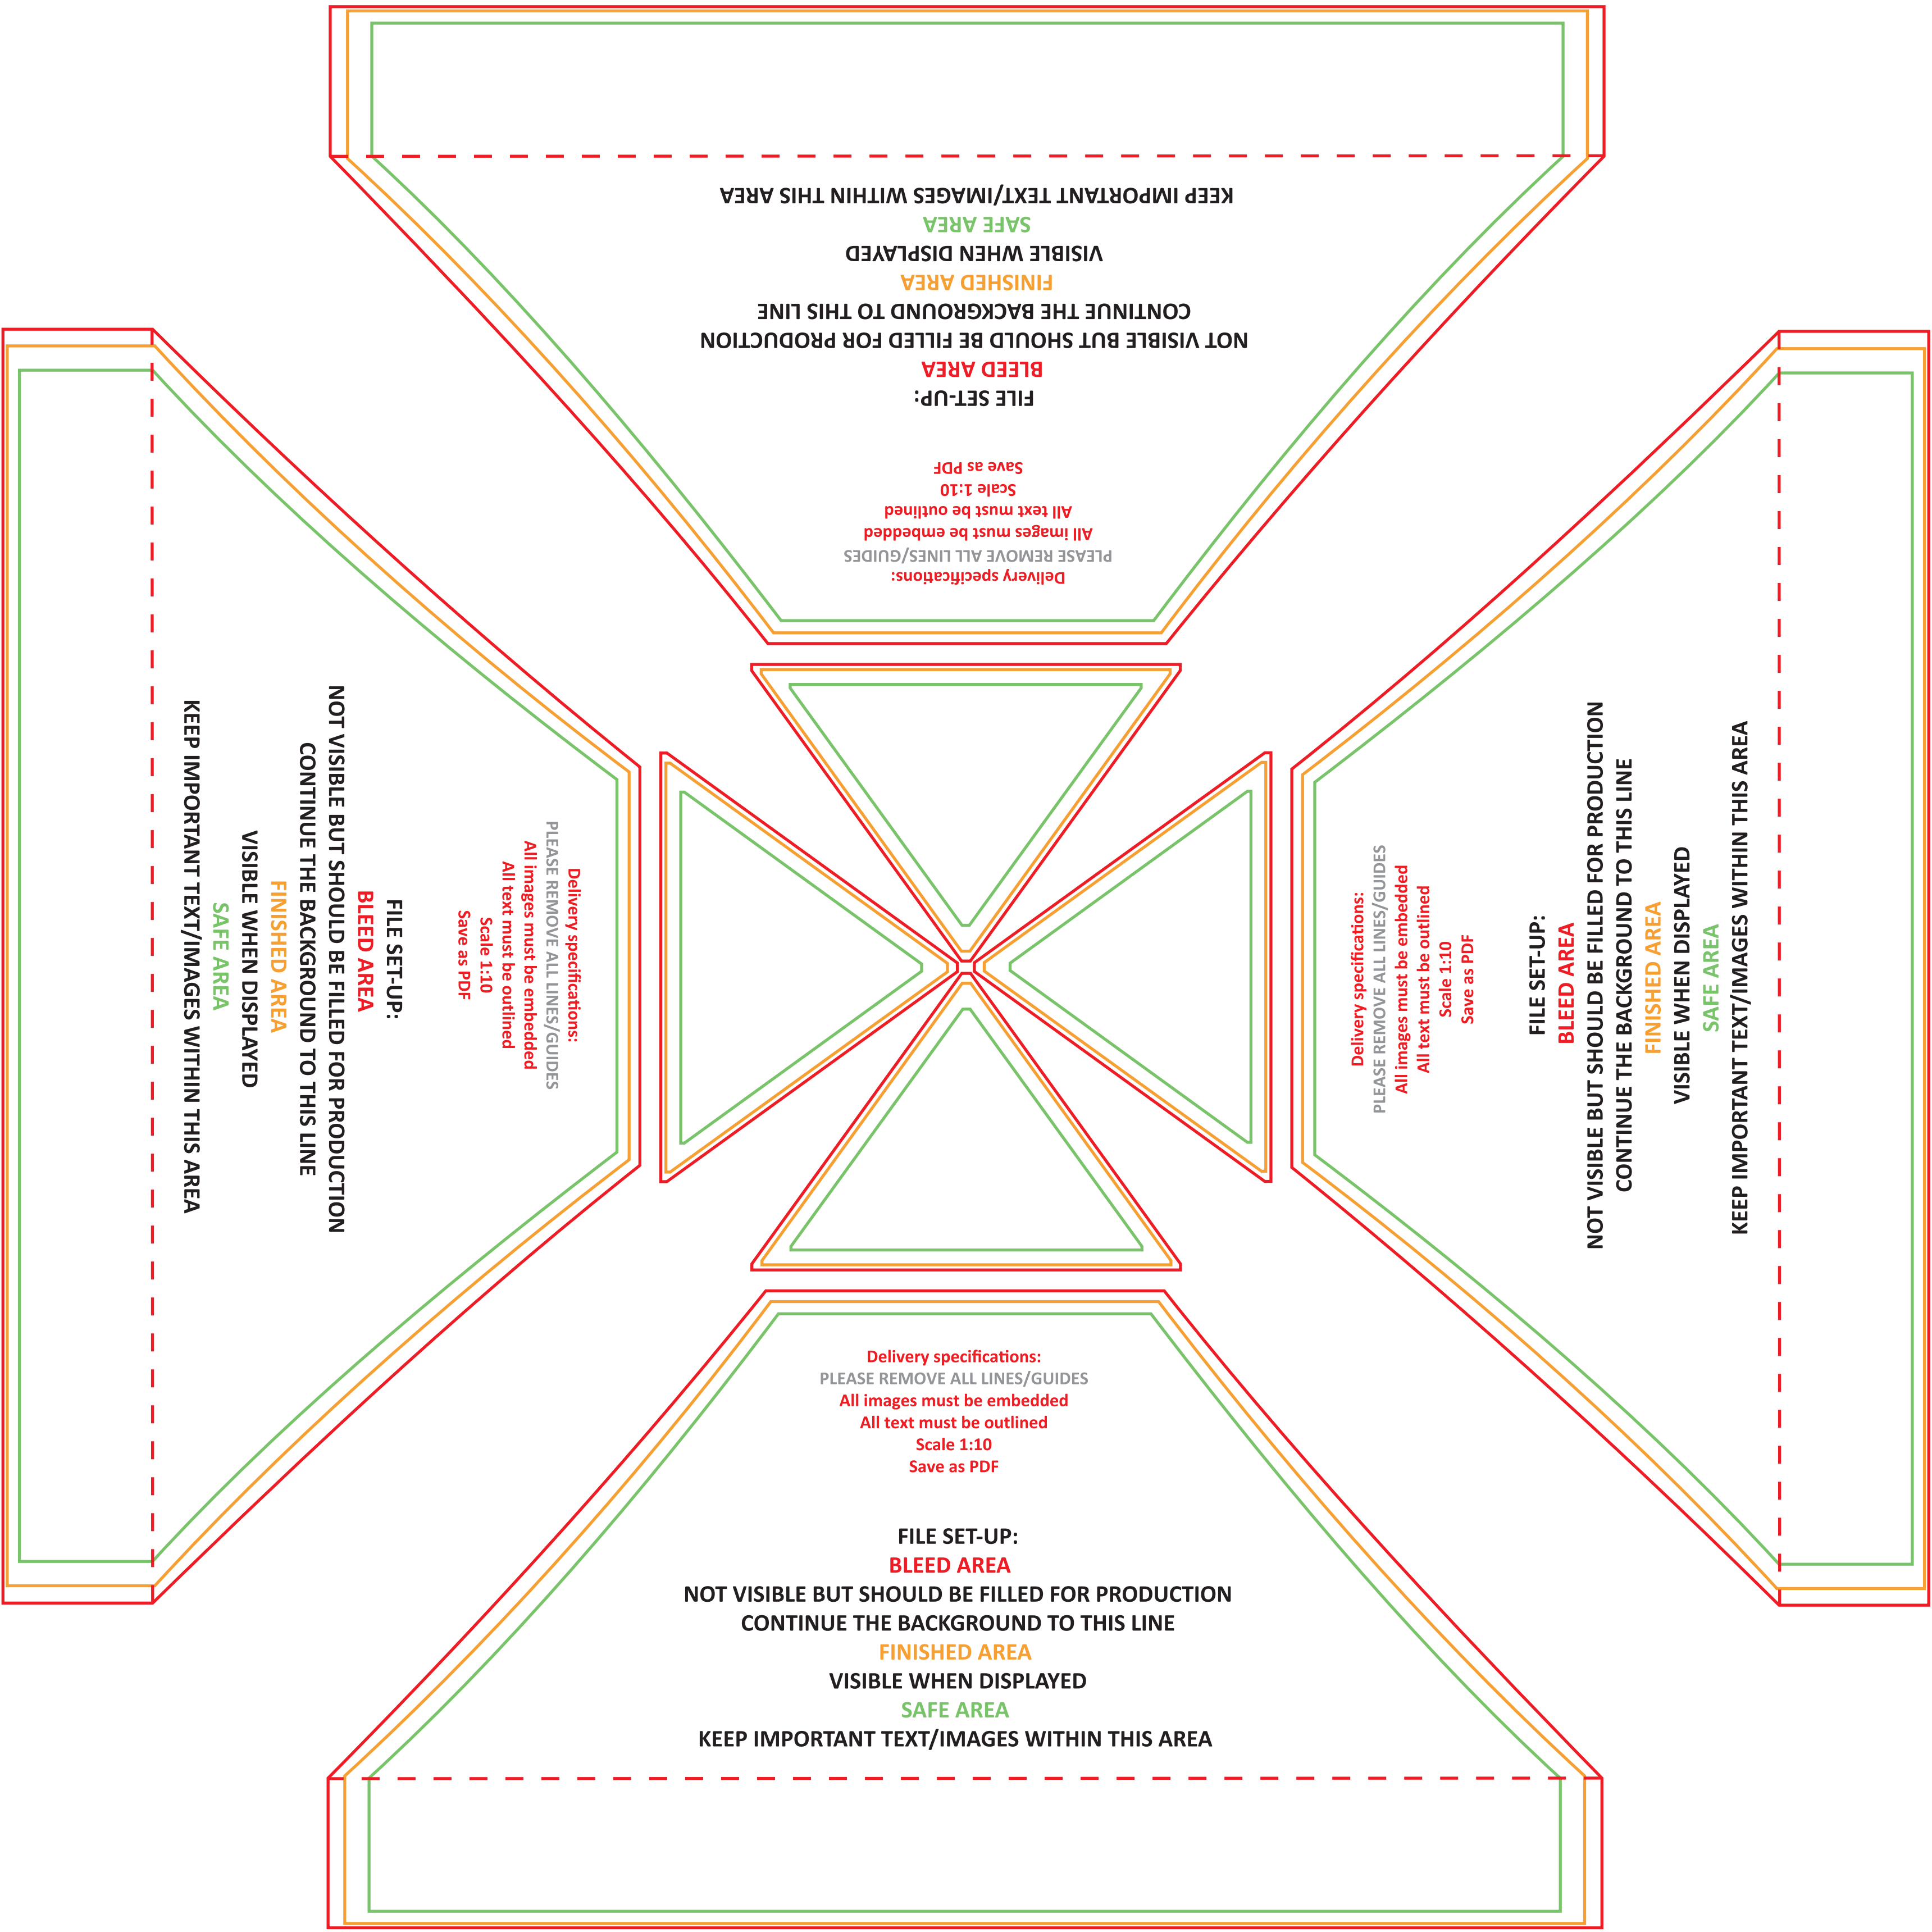 Delivery specifications:
PLEASE REMOVE ALL LINES/GUIDES
All images must be embedded
All text must be outlined
Scale 1:10
Save as PDF
FILE SET-UP:
BLEED AREA
NOT VISIBLE BUT SHOULD BE FILLED FOR PRODUCTION
CONTINUE THE BACKGROUND TO THIS LINE
FINISHED AREA
VISIBLE WHEN DISPLAYED
SAFE AREA
KEEP IMPORTANT TEXT/IMAGES WITHIN THIS AREA
Delivery specifications:
PLEASE REMOVE ALL LINES/GUIDES
All images must be embedded
All text must be outlined
Scale 1:10
Save as PDF
FILE SET-UP:
BLEED AREA
NOT VISIBLE BUT SHOULD BE FILLED FOR PRODUCTION
CONTINUE THE BACKGROUND TO THIS LINE
FINISHED AREA
VISIBLE WHEN DISPLAYED
SAFE AREA
KEEP IMPORTANT TEXT/IMAGES WITHIN THIS AREA
Delivery specifications:
PLEASE REMOVE ALL LINES/GUIDES
All images must be embedded
All text must be outlined
Scale 1:10
Save as PDF
FILE SET-UP:
BLEED AREA
NOT VISIBLE BUT SHOULD BE FILLED FOR PRODUCTION
CONTINUE THE BACKGROUND TO THIS LINE
FINISHED AREA
VISIBLE WHEN DISPLAYED
SAFE AREA
KEEP IMPORTANT TEXT/IMAGES WITHIN THIS AREA
Delivery specifications:
PLEASE REMOVE ALL LINES/GUIDES
All images must be embedded
All text must be outlined
Scale 1:10
Save as PDF
FILE SET-UP:
BLEED AREA
NOT VISIBLE BUT SHOULD BE FILLED FOR PRODUCTION
CONTINUE THE BACKGROUND TO THIS LINE
FINISHED AREA
VISIBLE WHEN DISPLAYED
SAFE AREA
KEEP IMPORTANT TEXT/IMAGES WITHIN THIS AREA